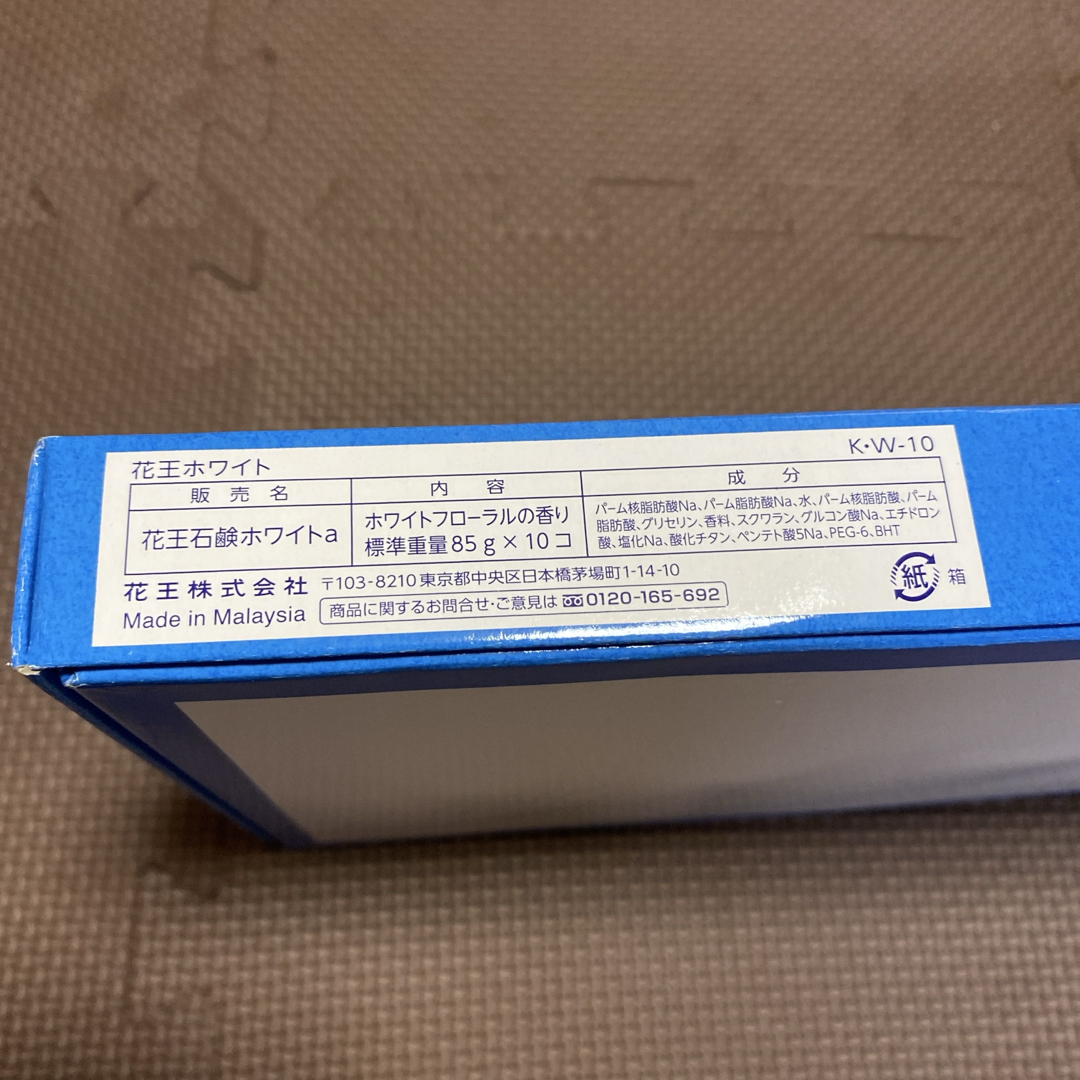 花王ホワイト
K・W-10
販売名
内容
成分
花王石鹸ホワイトa
ホワイトフローラルの香り
標準重量85g×10コ
パーム核脂肪酸Na、パーム脂肪酸Na、水、パーム核脂肪酸、パーム
脂肪酸、グリセリン、香料、スクワラン、グルコン酸Na、エチドロン
酸、塩化Na、酸化チタン、ペンテト酸5Na、PEG-6、BHT
花王株式会社 〒103-8210東京都中央区日本橋茅場町1-14-10
Made in Malaysia 商品に関するお問合せ・ご意見は 0120-165-692
紙 箱